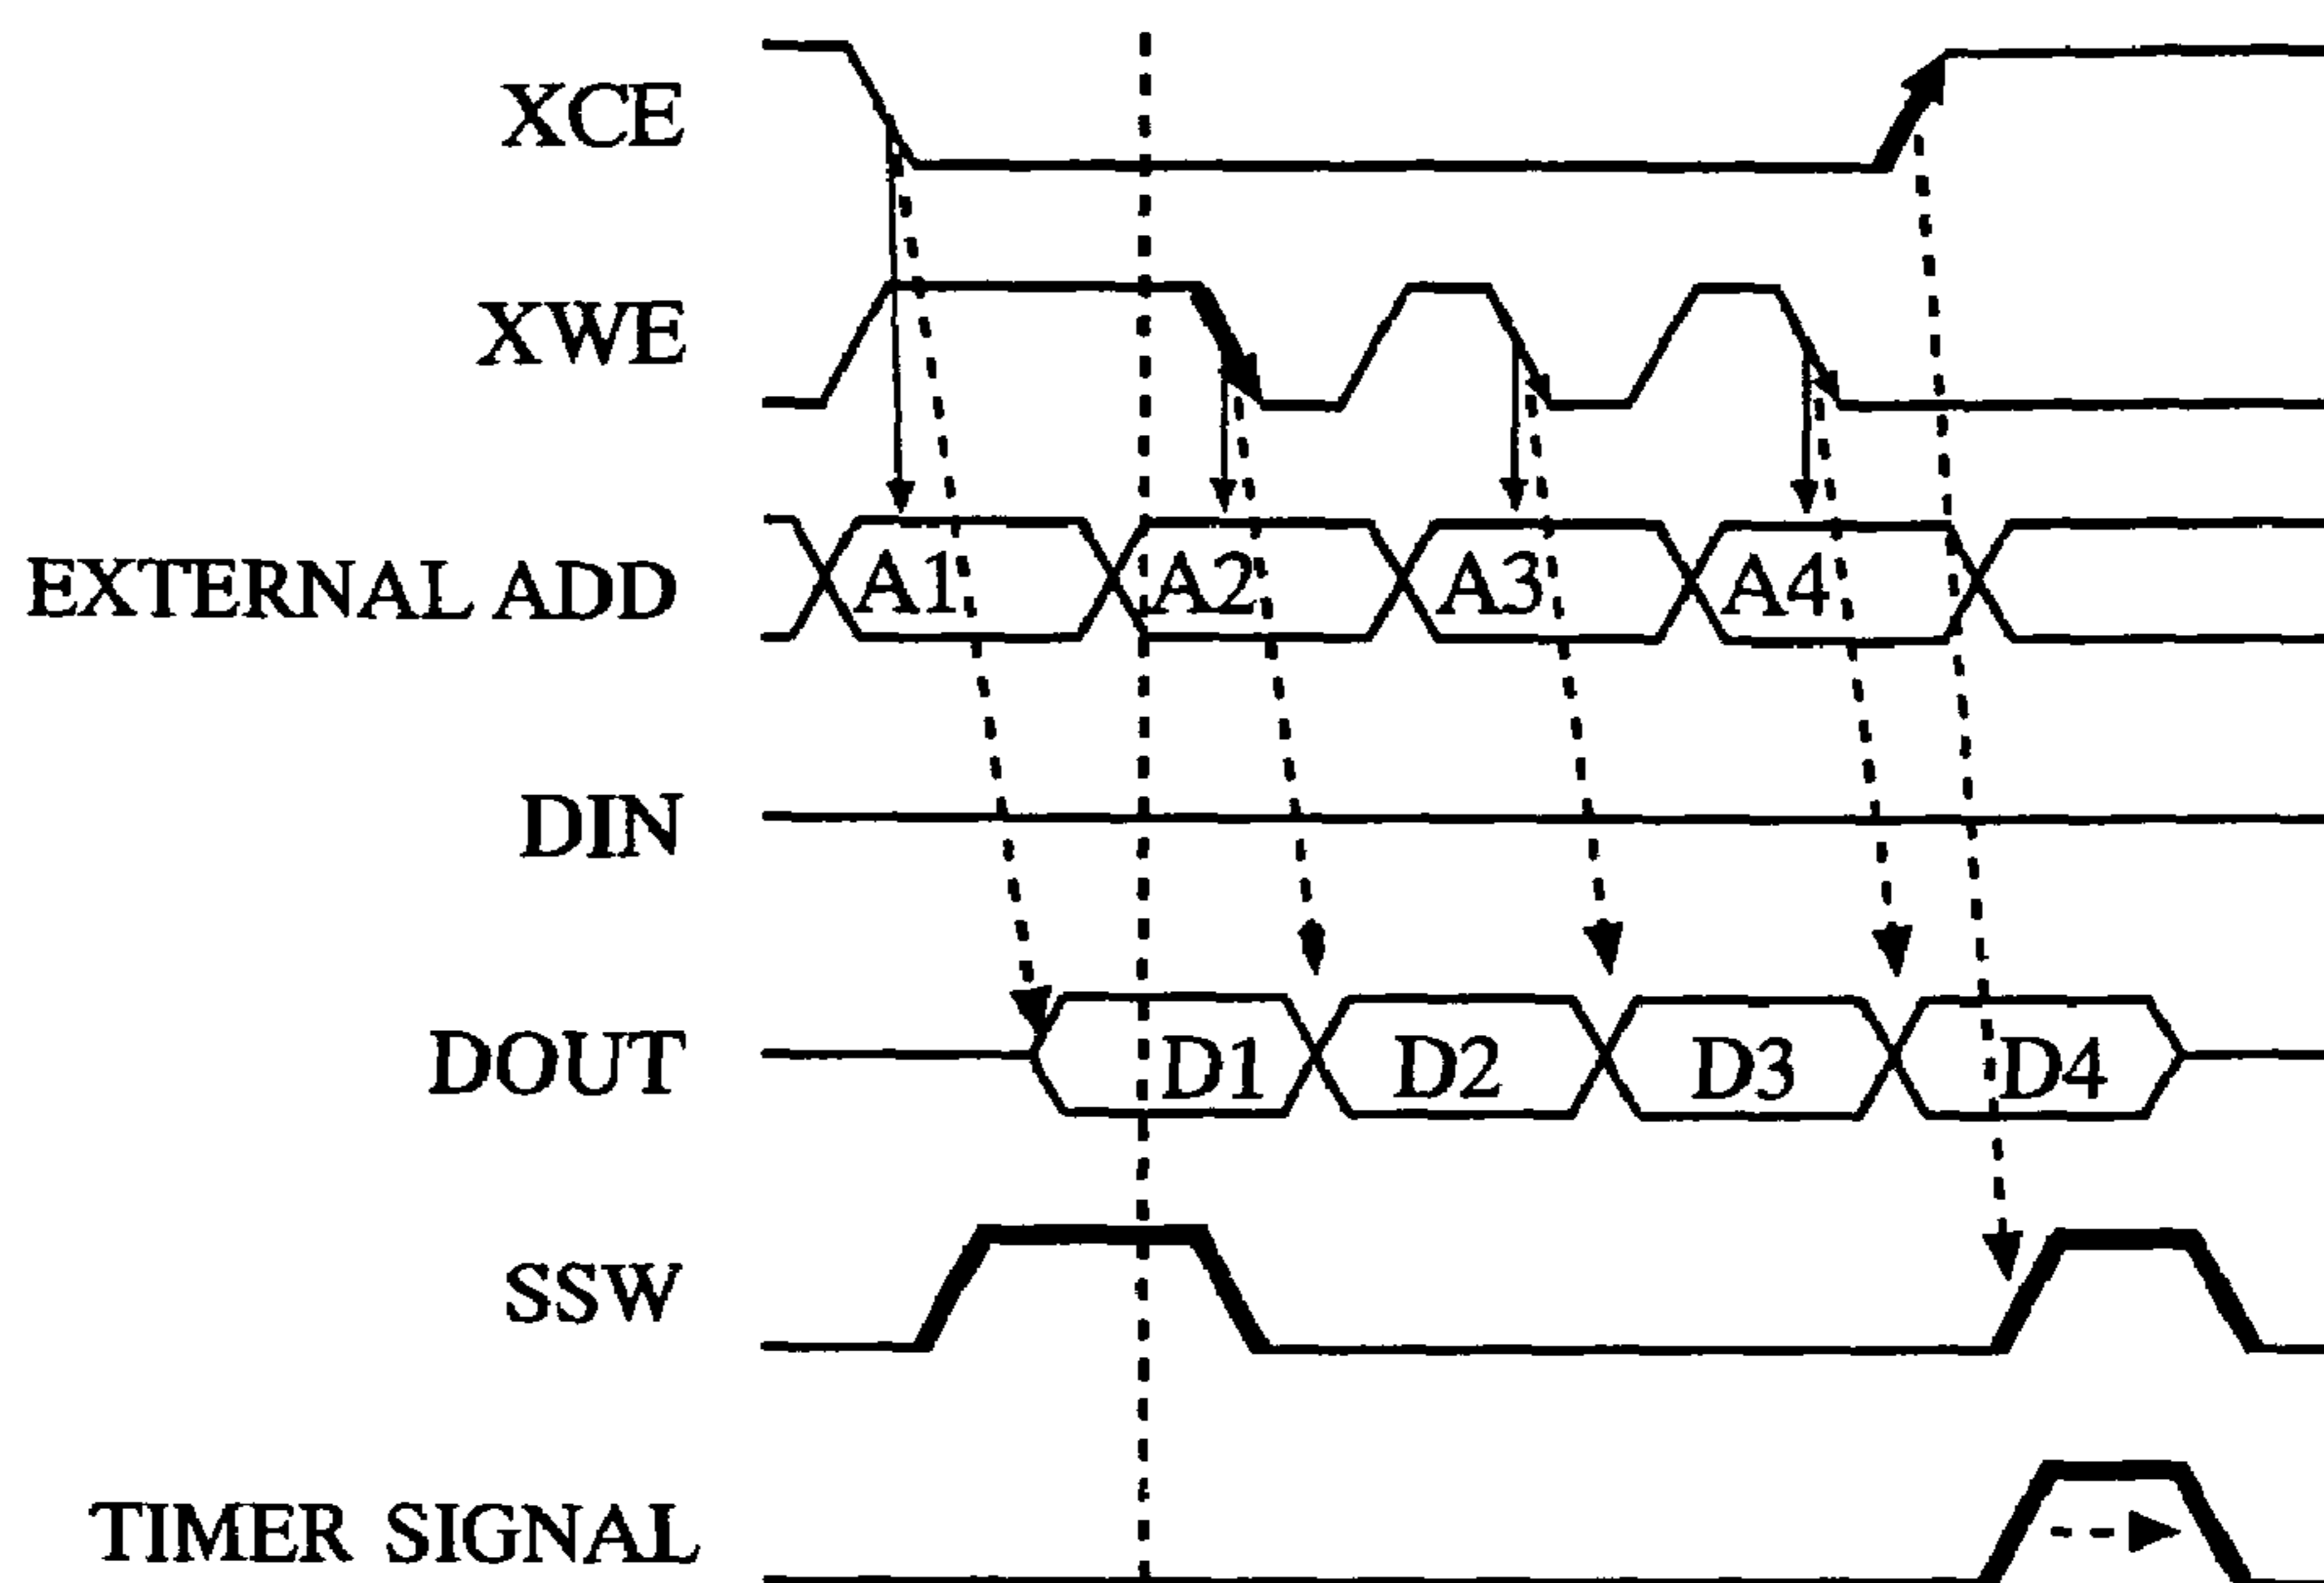 XCE
XWE
EXTERNAL ADD A1 A2 A3 A4
DIN
DOUT D1 D2 D3 D4
SSW
TIMER SIGNAL